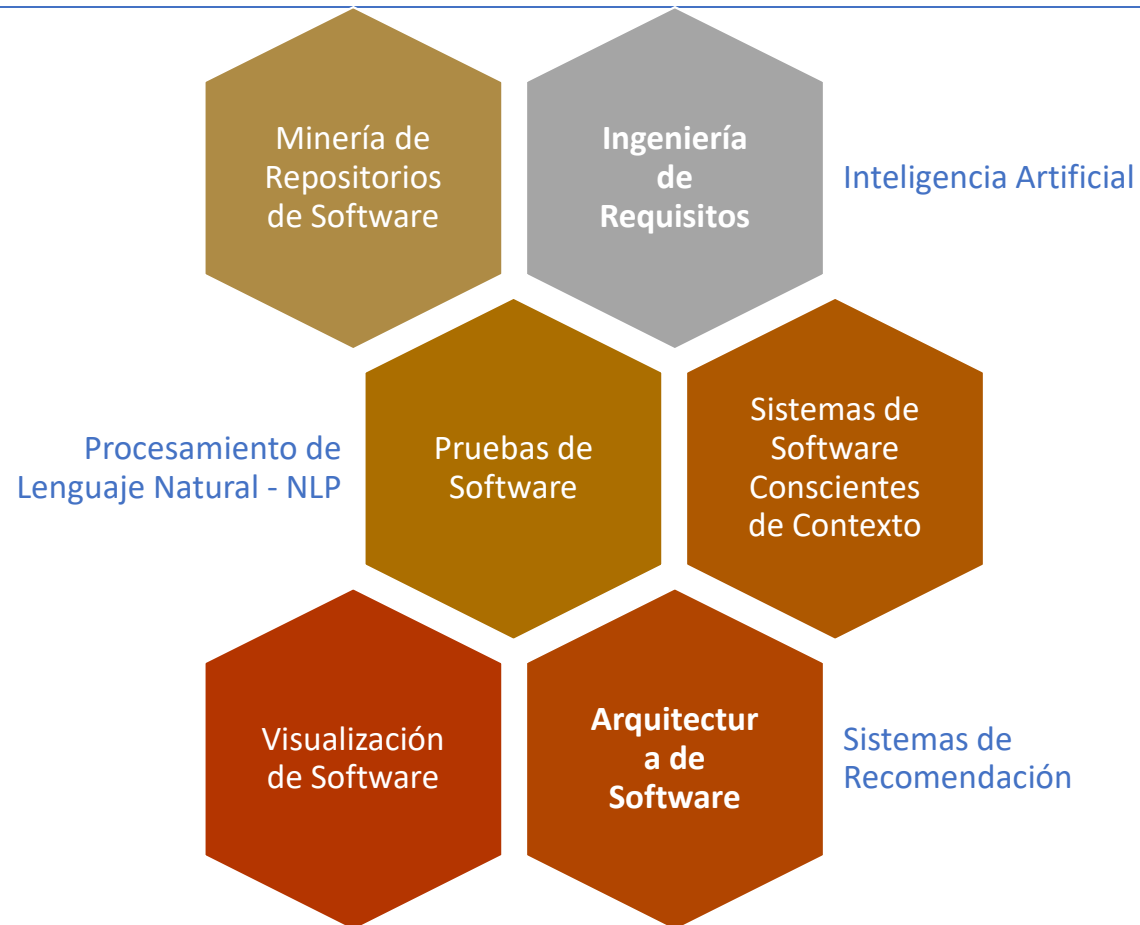 Minería de
Repositorios
de Software
Ingeniería
de
Requisitos
Inteligencia Artificial
Procesamiento de
Lenguaje Natural - NLP
Pruebas de
Software
Sistemas de
Software
Conscientes
de Contexto
Visualización
de Software
Arquitectur
a de
Software
Sistemas de
Recomendación